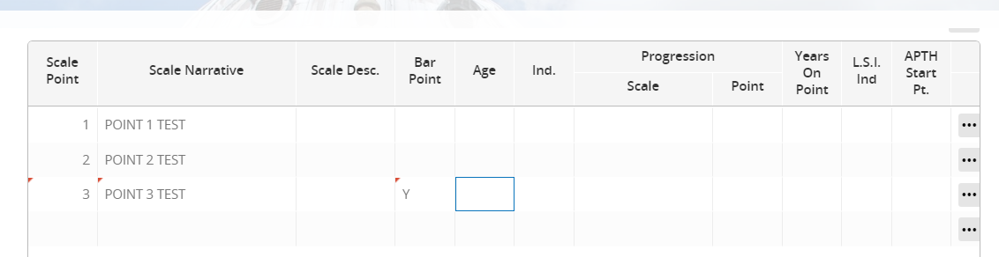 Scale Point
Scale Narrative
Scale Desc.
Bar Point
Age
Ind.
Progression
Scale
Point
Years On Point
L.S.I. Ind
APTH Start Pt.
1 POINT 1 TEST •••
2 POINT 2 TEST •••
3 POINT 3 TEST Y •••
•••